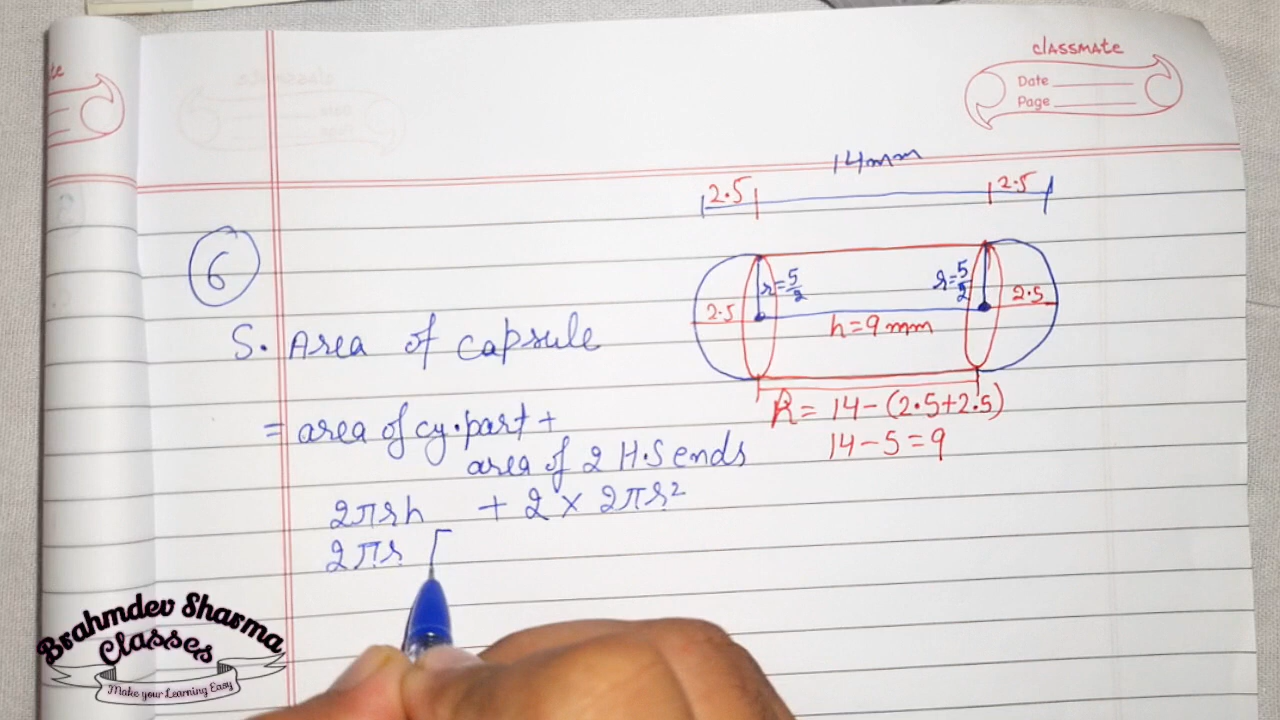 classmate
Date
Page
14mm
2.5 2.5
6
r=5/2 r=5/2
2.5 h=9mm 2.5
S. Area of capsule
R= 14-(2.5+2.5)
14-5=9
= area of cy.part +
area of 2 H.S ends
2πrh + 2 × 2πr²
2πr [
Brahmdev Sharma
Classes
Make your Learning Easy